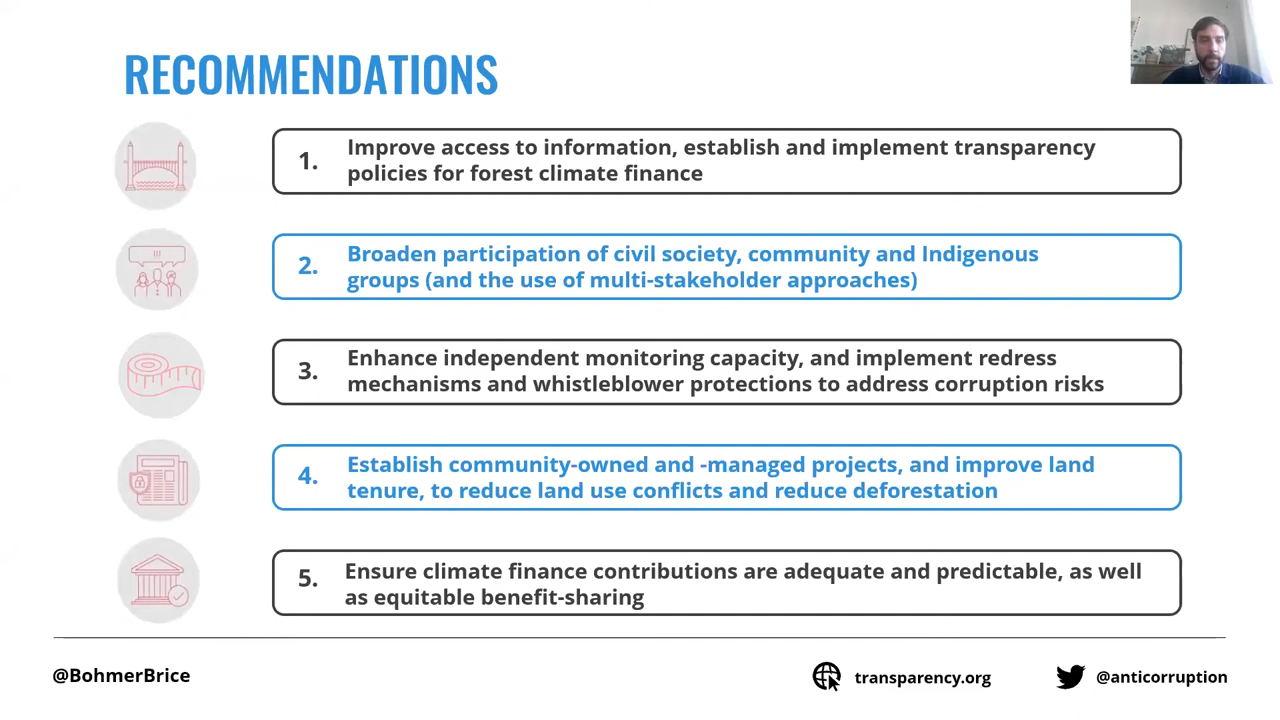 RECOMMENDATIONS
1. Improve access to information, establish and implement transparency
policies for forest climate finance
2. Broaden participation of civil society, community and Indigenous
groups (and the use of multi-stakeholder approaches)
3. Enhance independent monitoring capacity, and implement redress
mechanisms and whistleblower protections to address corruption risks
4. Establish community-owned and -managed projects, and improve land
tenure, to reduce land use conflicts and reduce deforestation
5. Ensure climate finance contributions are adequate and predictable, as well
as equitable benefit-sharing
@BohmerBrice
transparency.org
@anticorruption